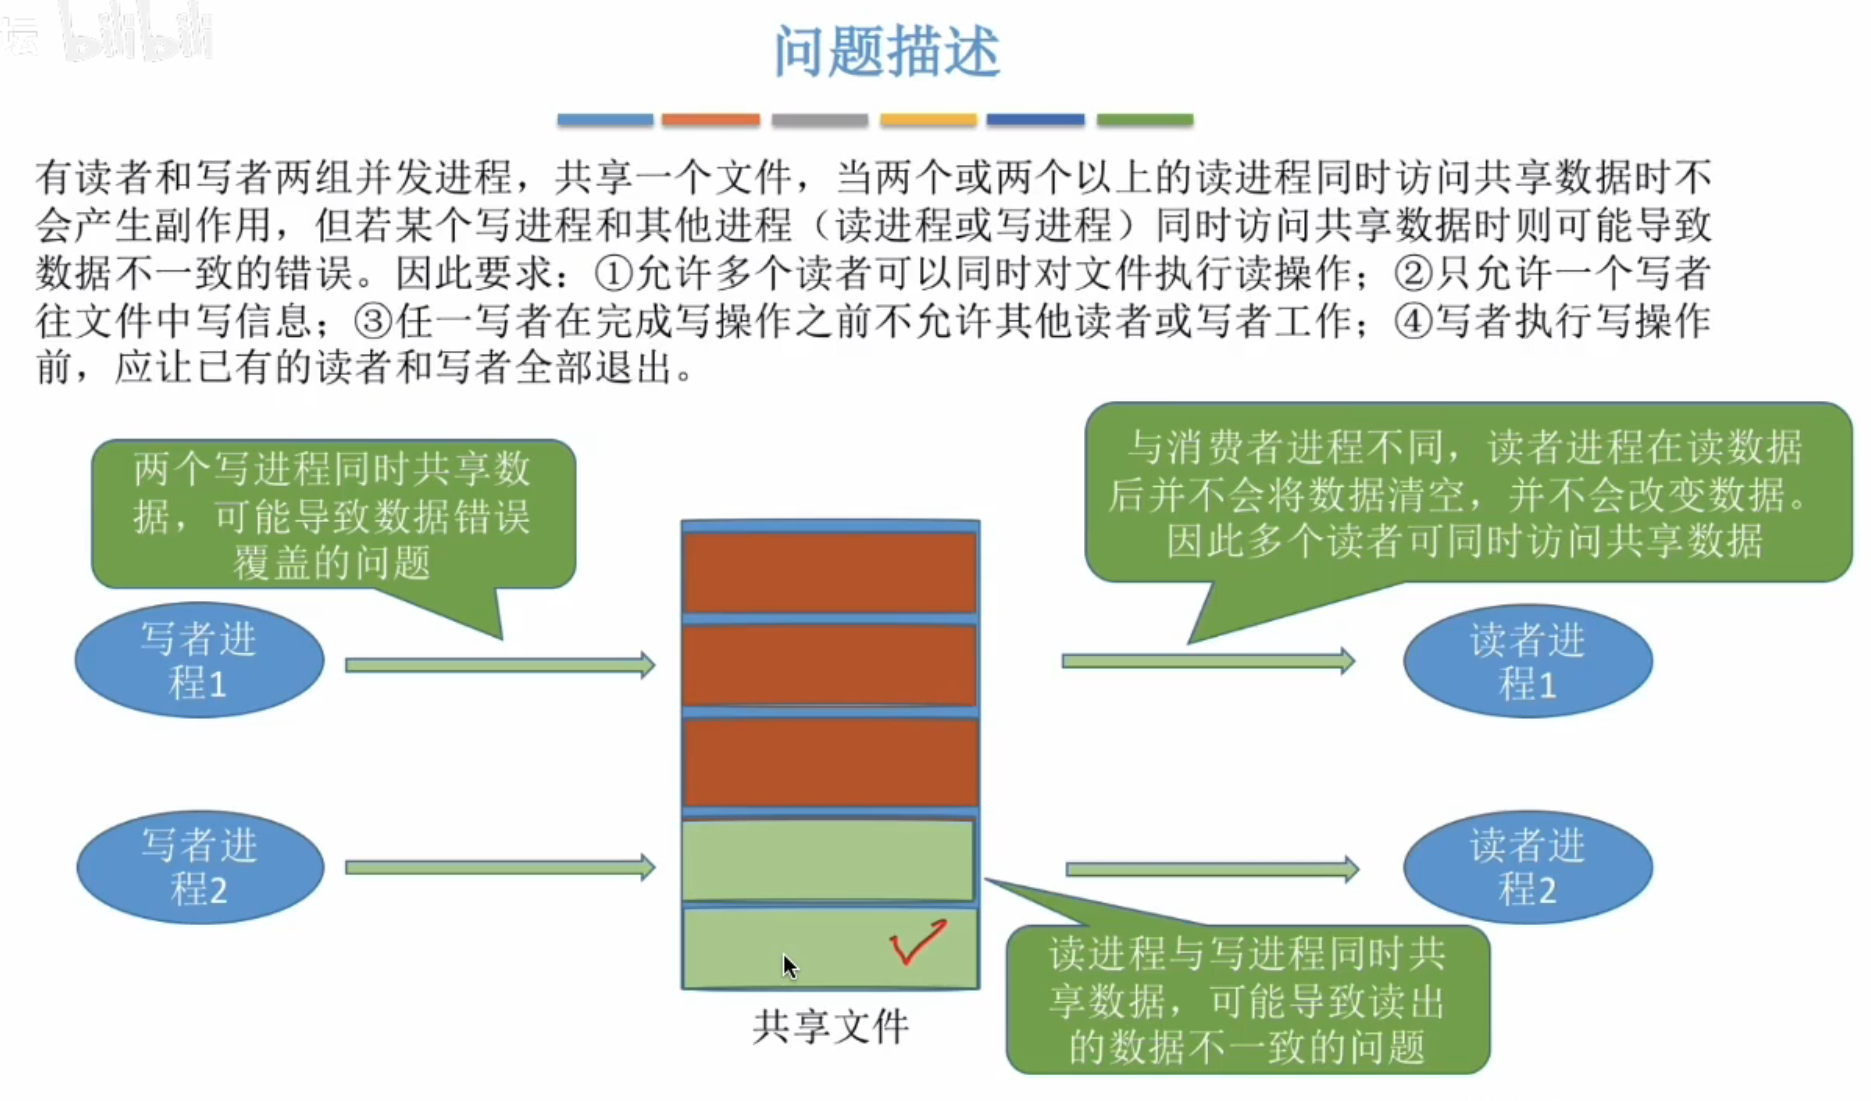 坛 bilibili
问题描述
有读者和写者两组并发进程，共享一个文件，当两个或两个以上的读进程同时访问共享数据时不
会产生副作用，但若某个写进程和其他进程（读进程或写进程）同时访问共享数据时则可能导致
数据不一致的错误。因此要求：①允许多个读者可以同时对文件执行读操作；②只允许一个写者
往文件中写信息；③任一写者在完成写操作之前不允许其他读者或写者工作；④写者执行写操作
前，应让已有的读者和写者全部退出。
两个写进程同时共享数
据，可能导致数据错误
覆盖的问题
与消费者进程不同，读者进程在读数据
后并不会将数据清空，并不会改变数据。
因此多个读者可同时访问共享数据
写者进
程1
读者进
程1
写者进
程2
读者进
程2
读进程与写进程同时共
享数据，可能导致读出
的数据不一致的问题
共享文件